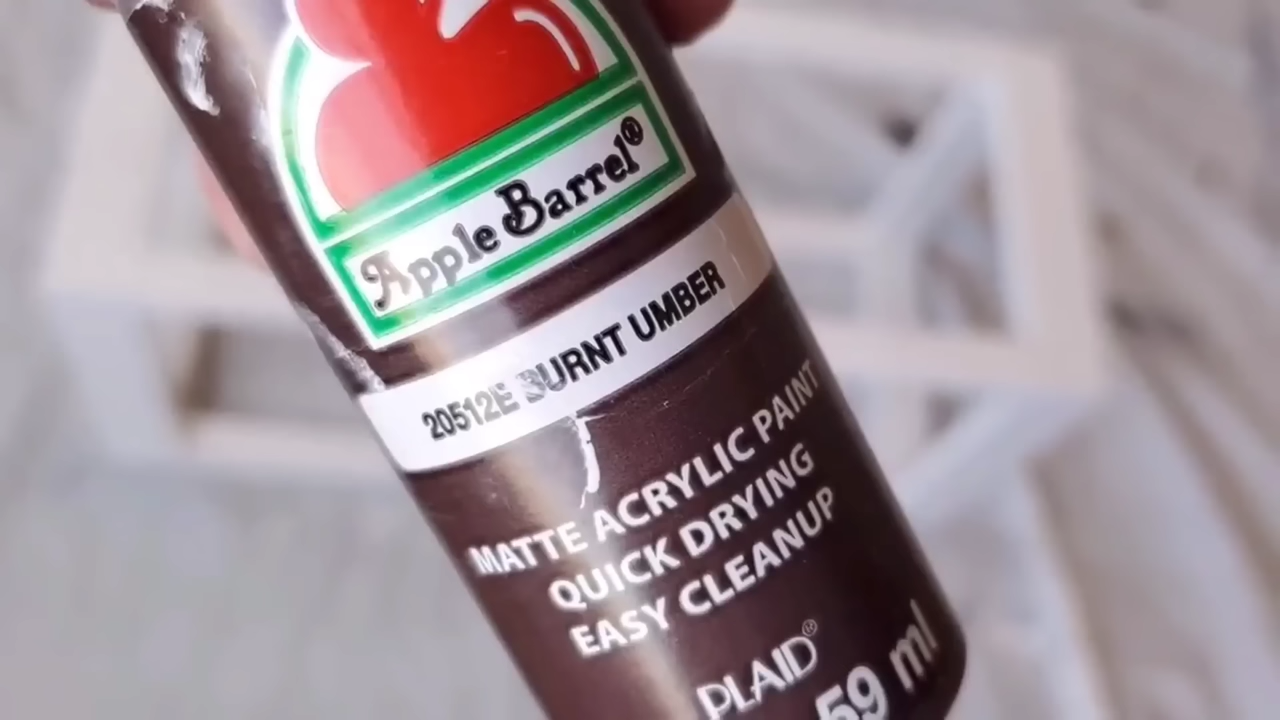 Apple Barrel®
20512E BURNT UMBER
MATTE ACRYLIC PAINT
QUICK DRYING
EASY CLEANUP
PLAID®
59 ml